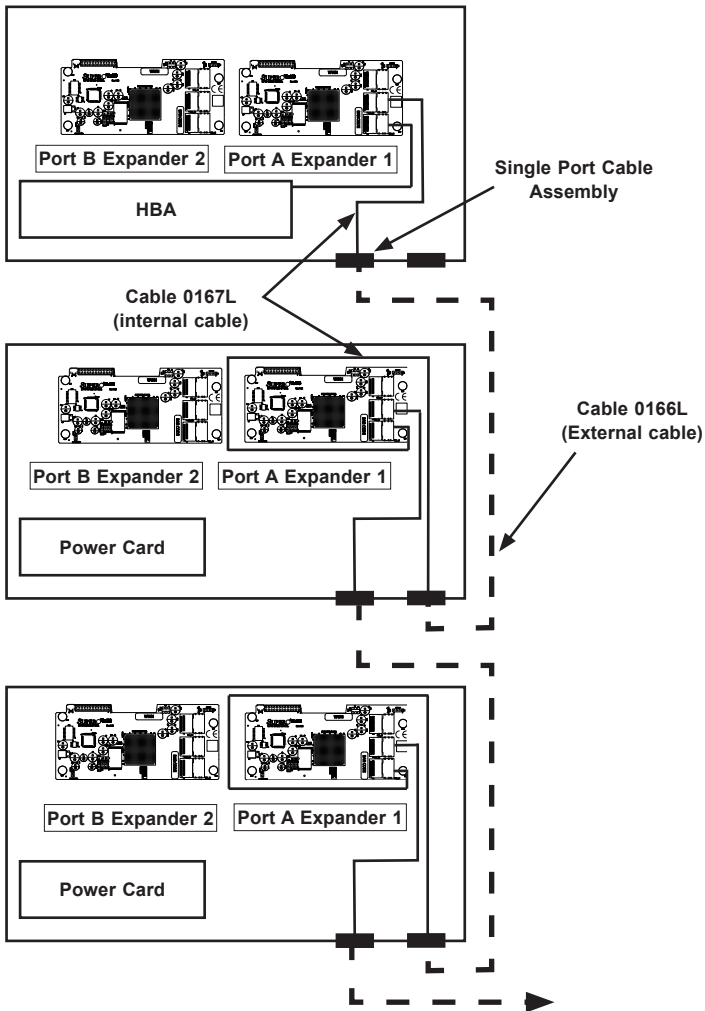 Port B Expander 2
Port A Expander 1
HBA
Single Port Cable
Assembly
Cable 0167L
(internal cable)
Port B Expander 2
Port A Expander 1
Power Card
Cable 0166L
(External cable)
Port B Expander 2
Port A Expander 1
Power Card